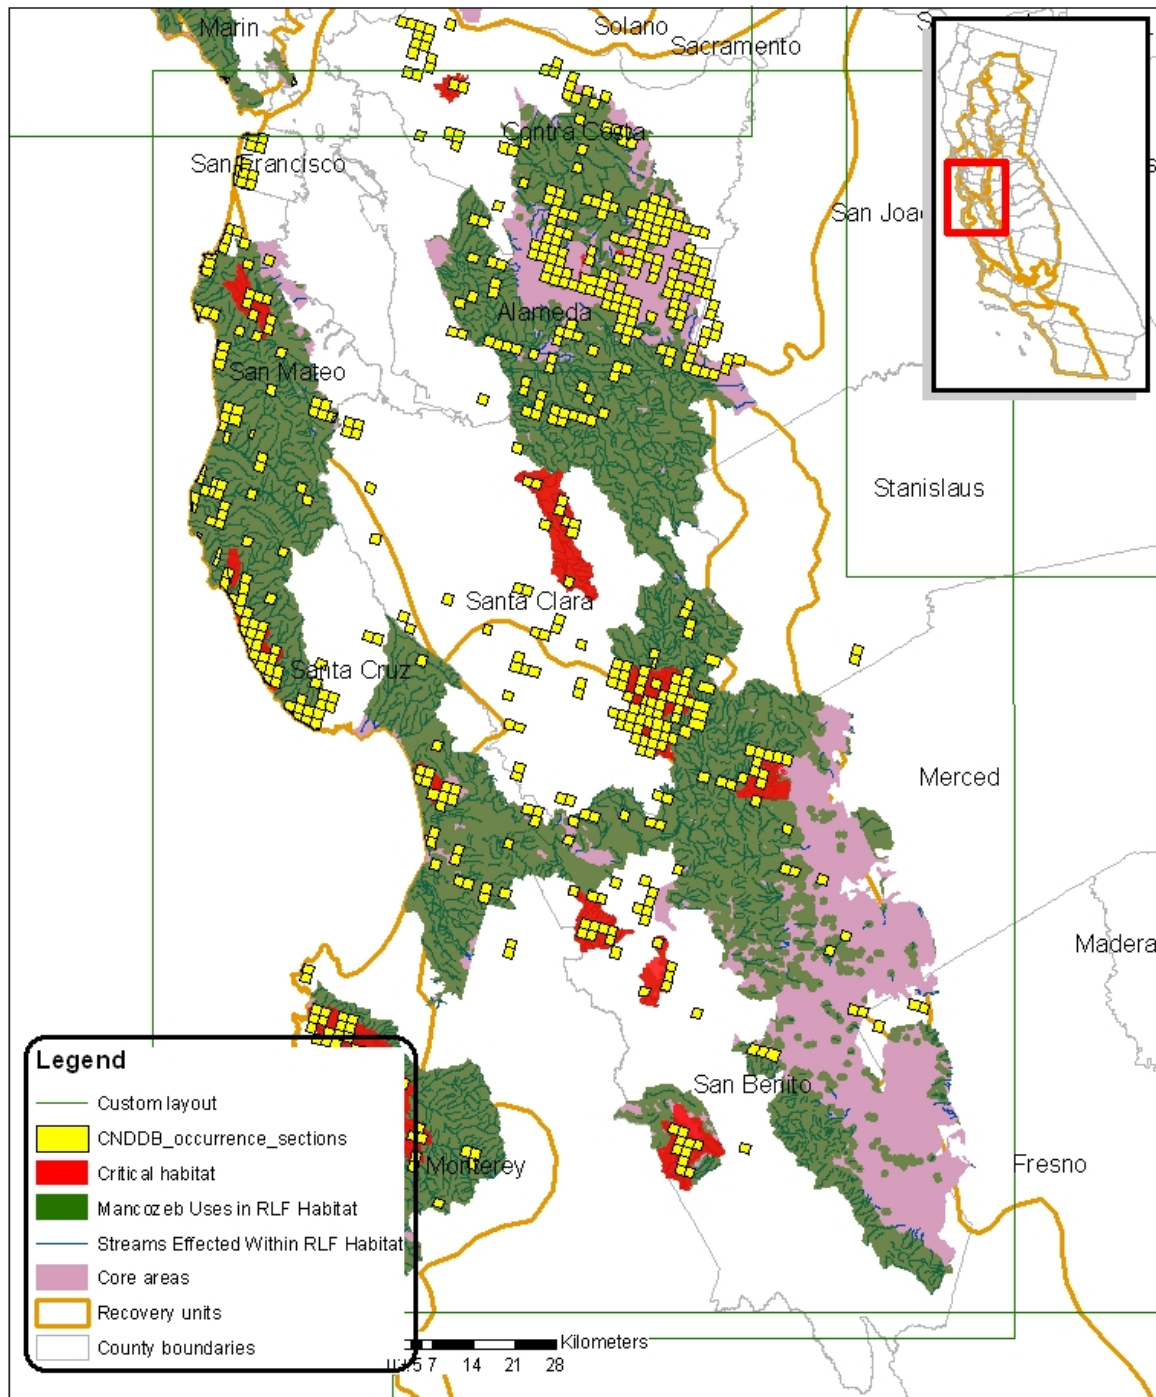 Marin
Solano
Sacramento
Contra Costa
San Francisco
San Joa
Alameda
San Mateo
Stanislaus
Santa Clara
Santa Cruz
Merced
Madera
San Benito
Monterey
Fresno
Legend
Custom layout
CNDDB_occurrence_sections
Critical habitat
Mancozeb Uses in RLF Habitat
Streams Effected Within RLF Habitat
Core areas
Recovery units
County boundaries
Kilometers
7 14 21 28